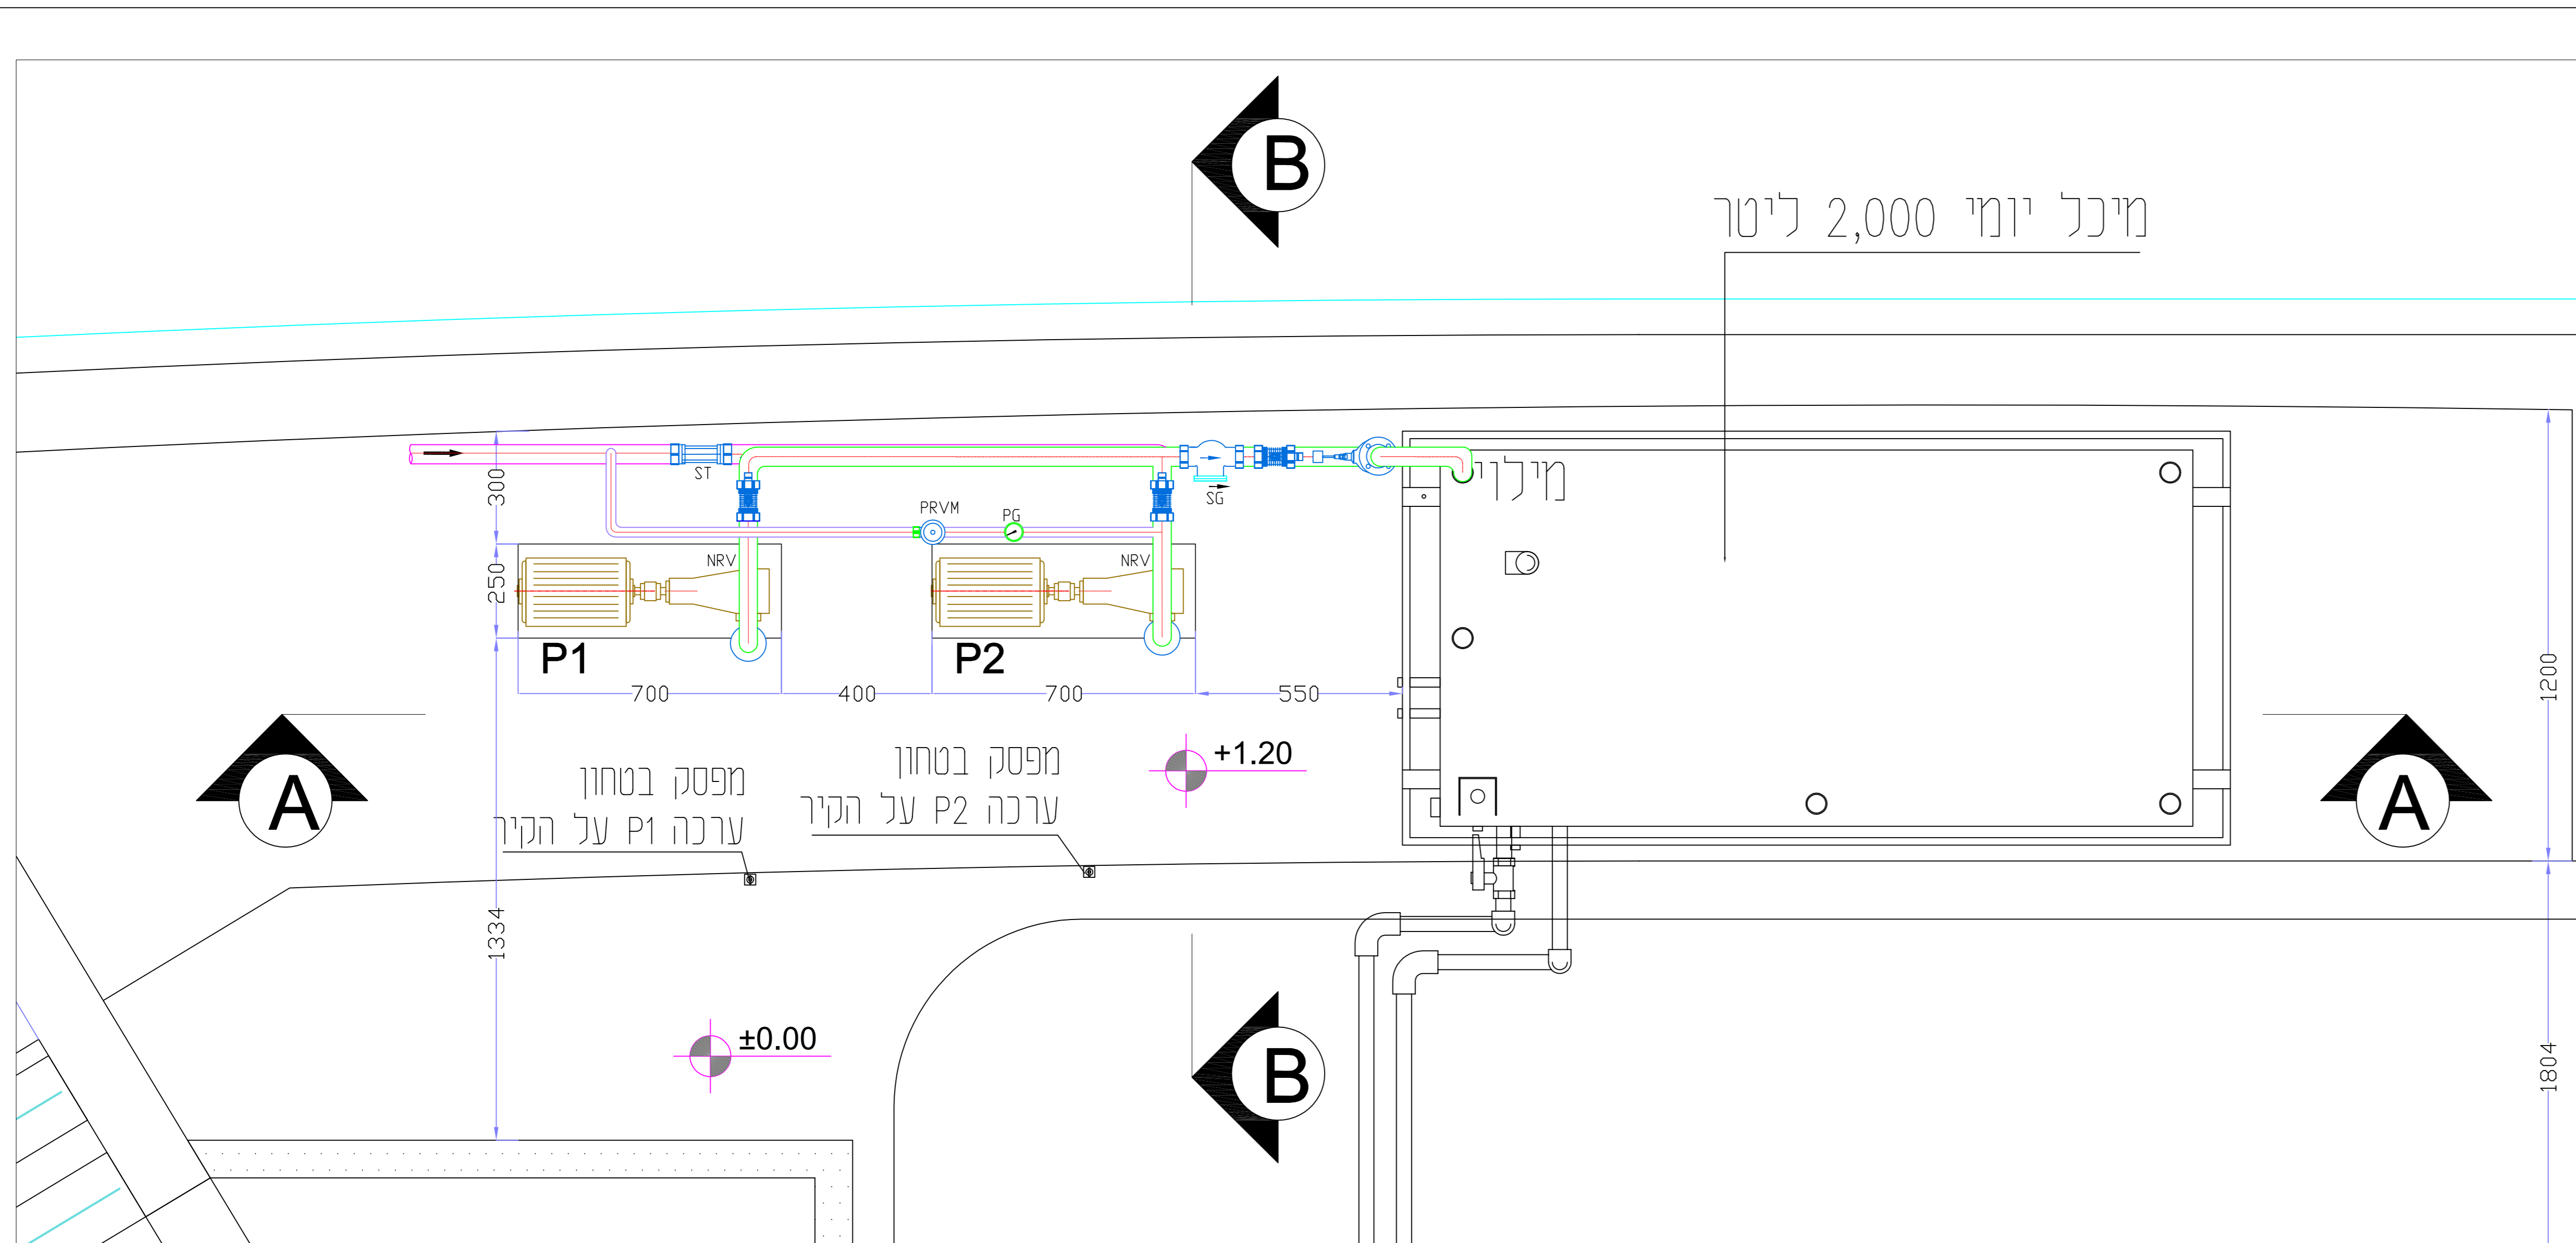 B
מיכל יומי 2,000 ליטר
ST
SG
מילוי
300
PRVM
PG
NRV
NRV
250
P1
P2
700
400
700
550
1200
+1.20
מפסק בטחון
ערכה P2 על הקיר
מפסק בטחון
ערכה P1 על הקיר
A
A
1334
±0.00
B
1804